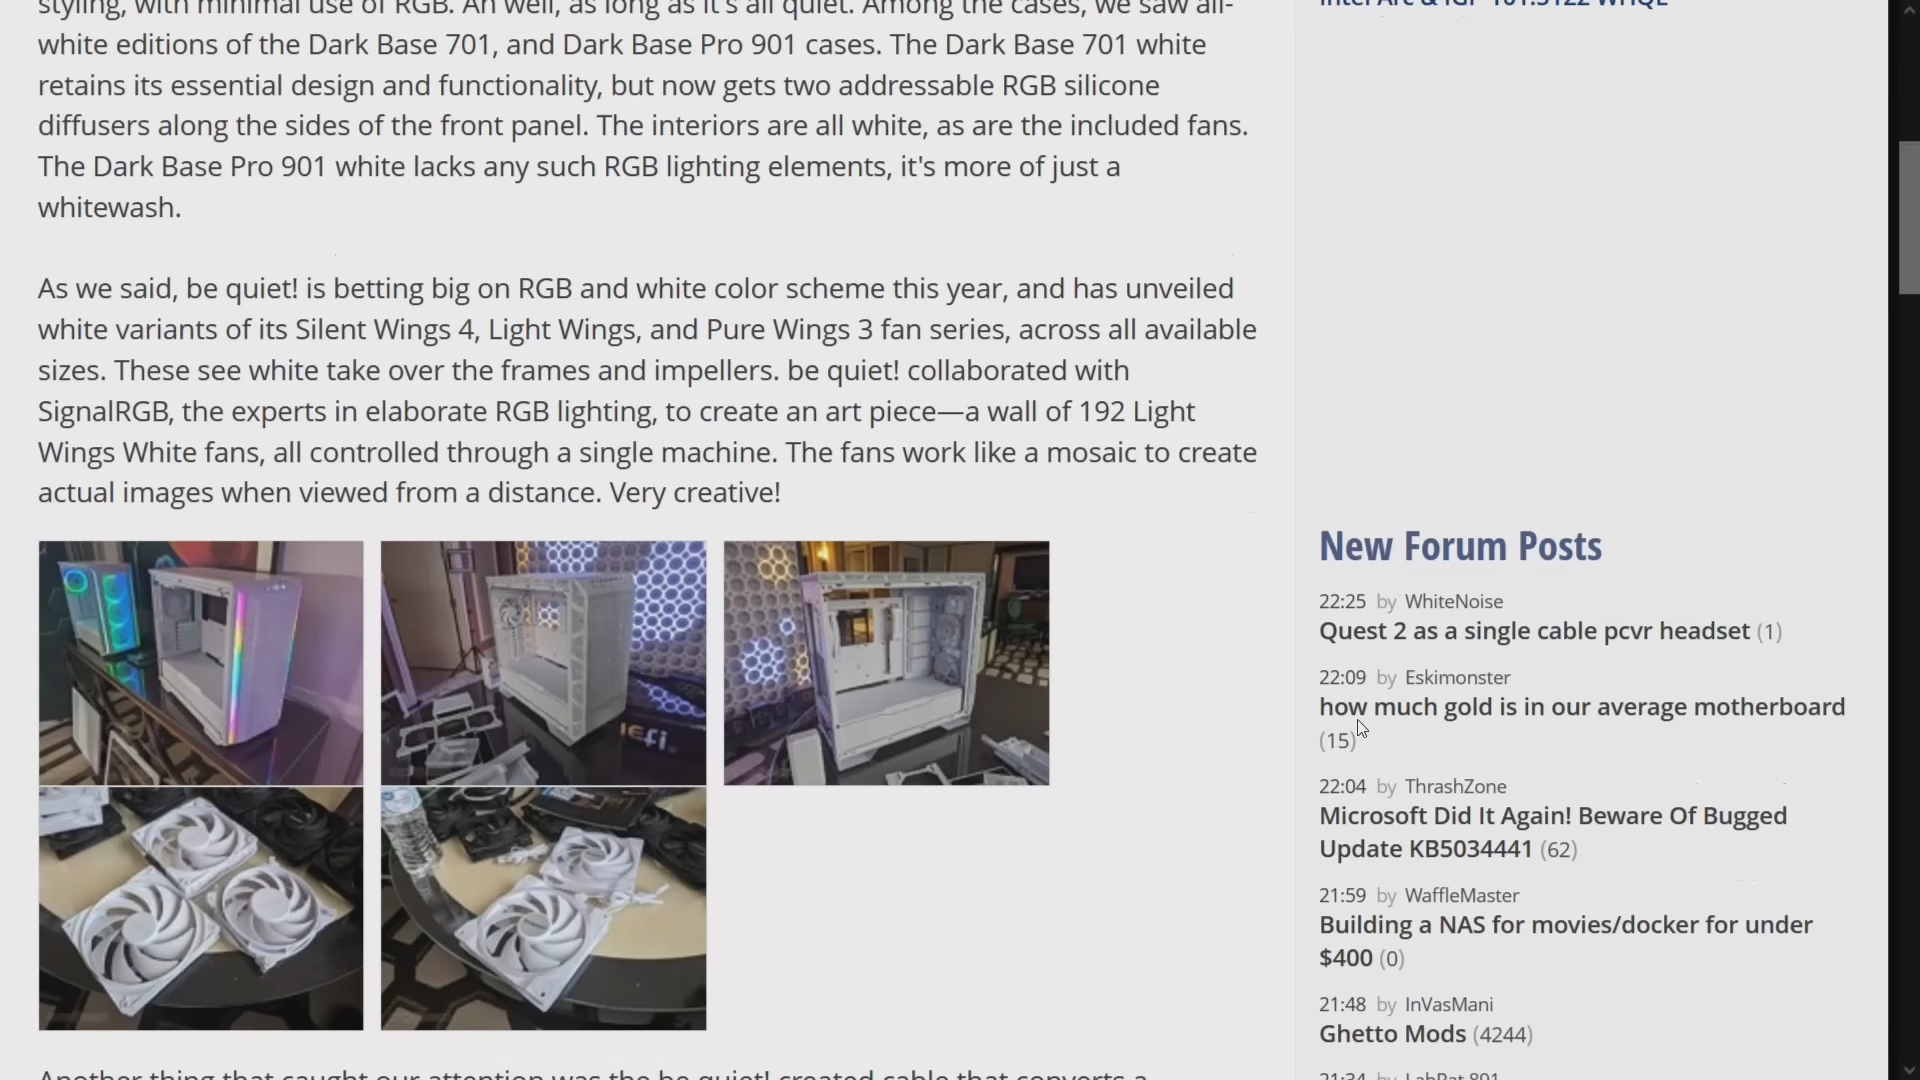 styling, with minimal use of RGB. Ah well, as long as it's all quiet. Among the cases, we saw all-
white editions of the Dark Base 701, and Dark Base Pro 901 cases. The Dark Base 701 white
retains its essential design and functionality, but now gets two addressable RGB silicone
diffusers along the sides of the front panel. The interiors are all white, as are the included fans.
The Dark Base Pro 901 white lacks any such RGB lighting elements, it's more of just a
whitewash.
As we said, be quiet! is betting big on RGB and white color scheme this year, and has unveiled
white variants of its Silent Wings 4, Light Wings, and Pure Wings 3 fan series, across all available
sizes. These see white take over the frames and impellers. be quiet! collaborated with
SignalRGB, the experts in elaborate RGB lighting, to create an art piece—a wall of 192 Light
Wings White fans, all controlled through a single machine. The fans work like a mosaic to create
actual images when viewed from a distance. Very creative!
Another thing that caught our attention was the be quiet! created cable that converts a
New Forum Posts
22:25 by WhiteNoise
Quest 2 as a single cable pcvr headset (1)
22:09 by Eskimonster
how much gold is in our average motherboard
(15)
22:04 by ThrashZone
Microsoft Did It Again! Beware Of Bugged
Update KB5034441 (62)
21:59 by WaffleMaster
Building a NAS for movies/docker for under
$400 (0)
21:48 by InVasMani
Ghetto Mods (4244)
21:34 by LabRat 891